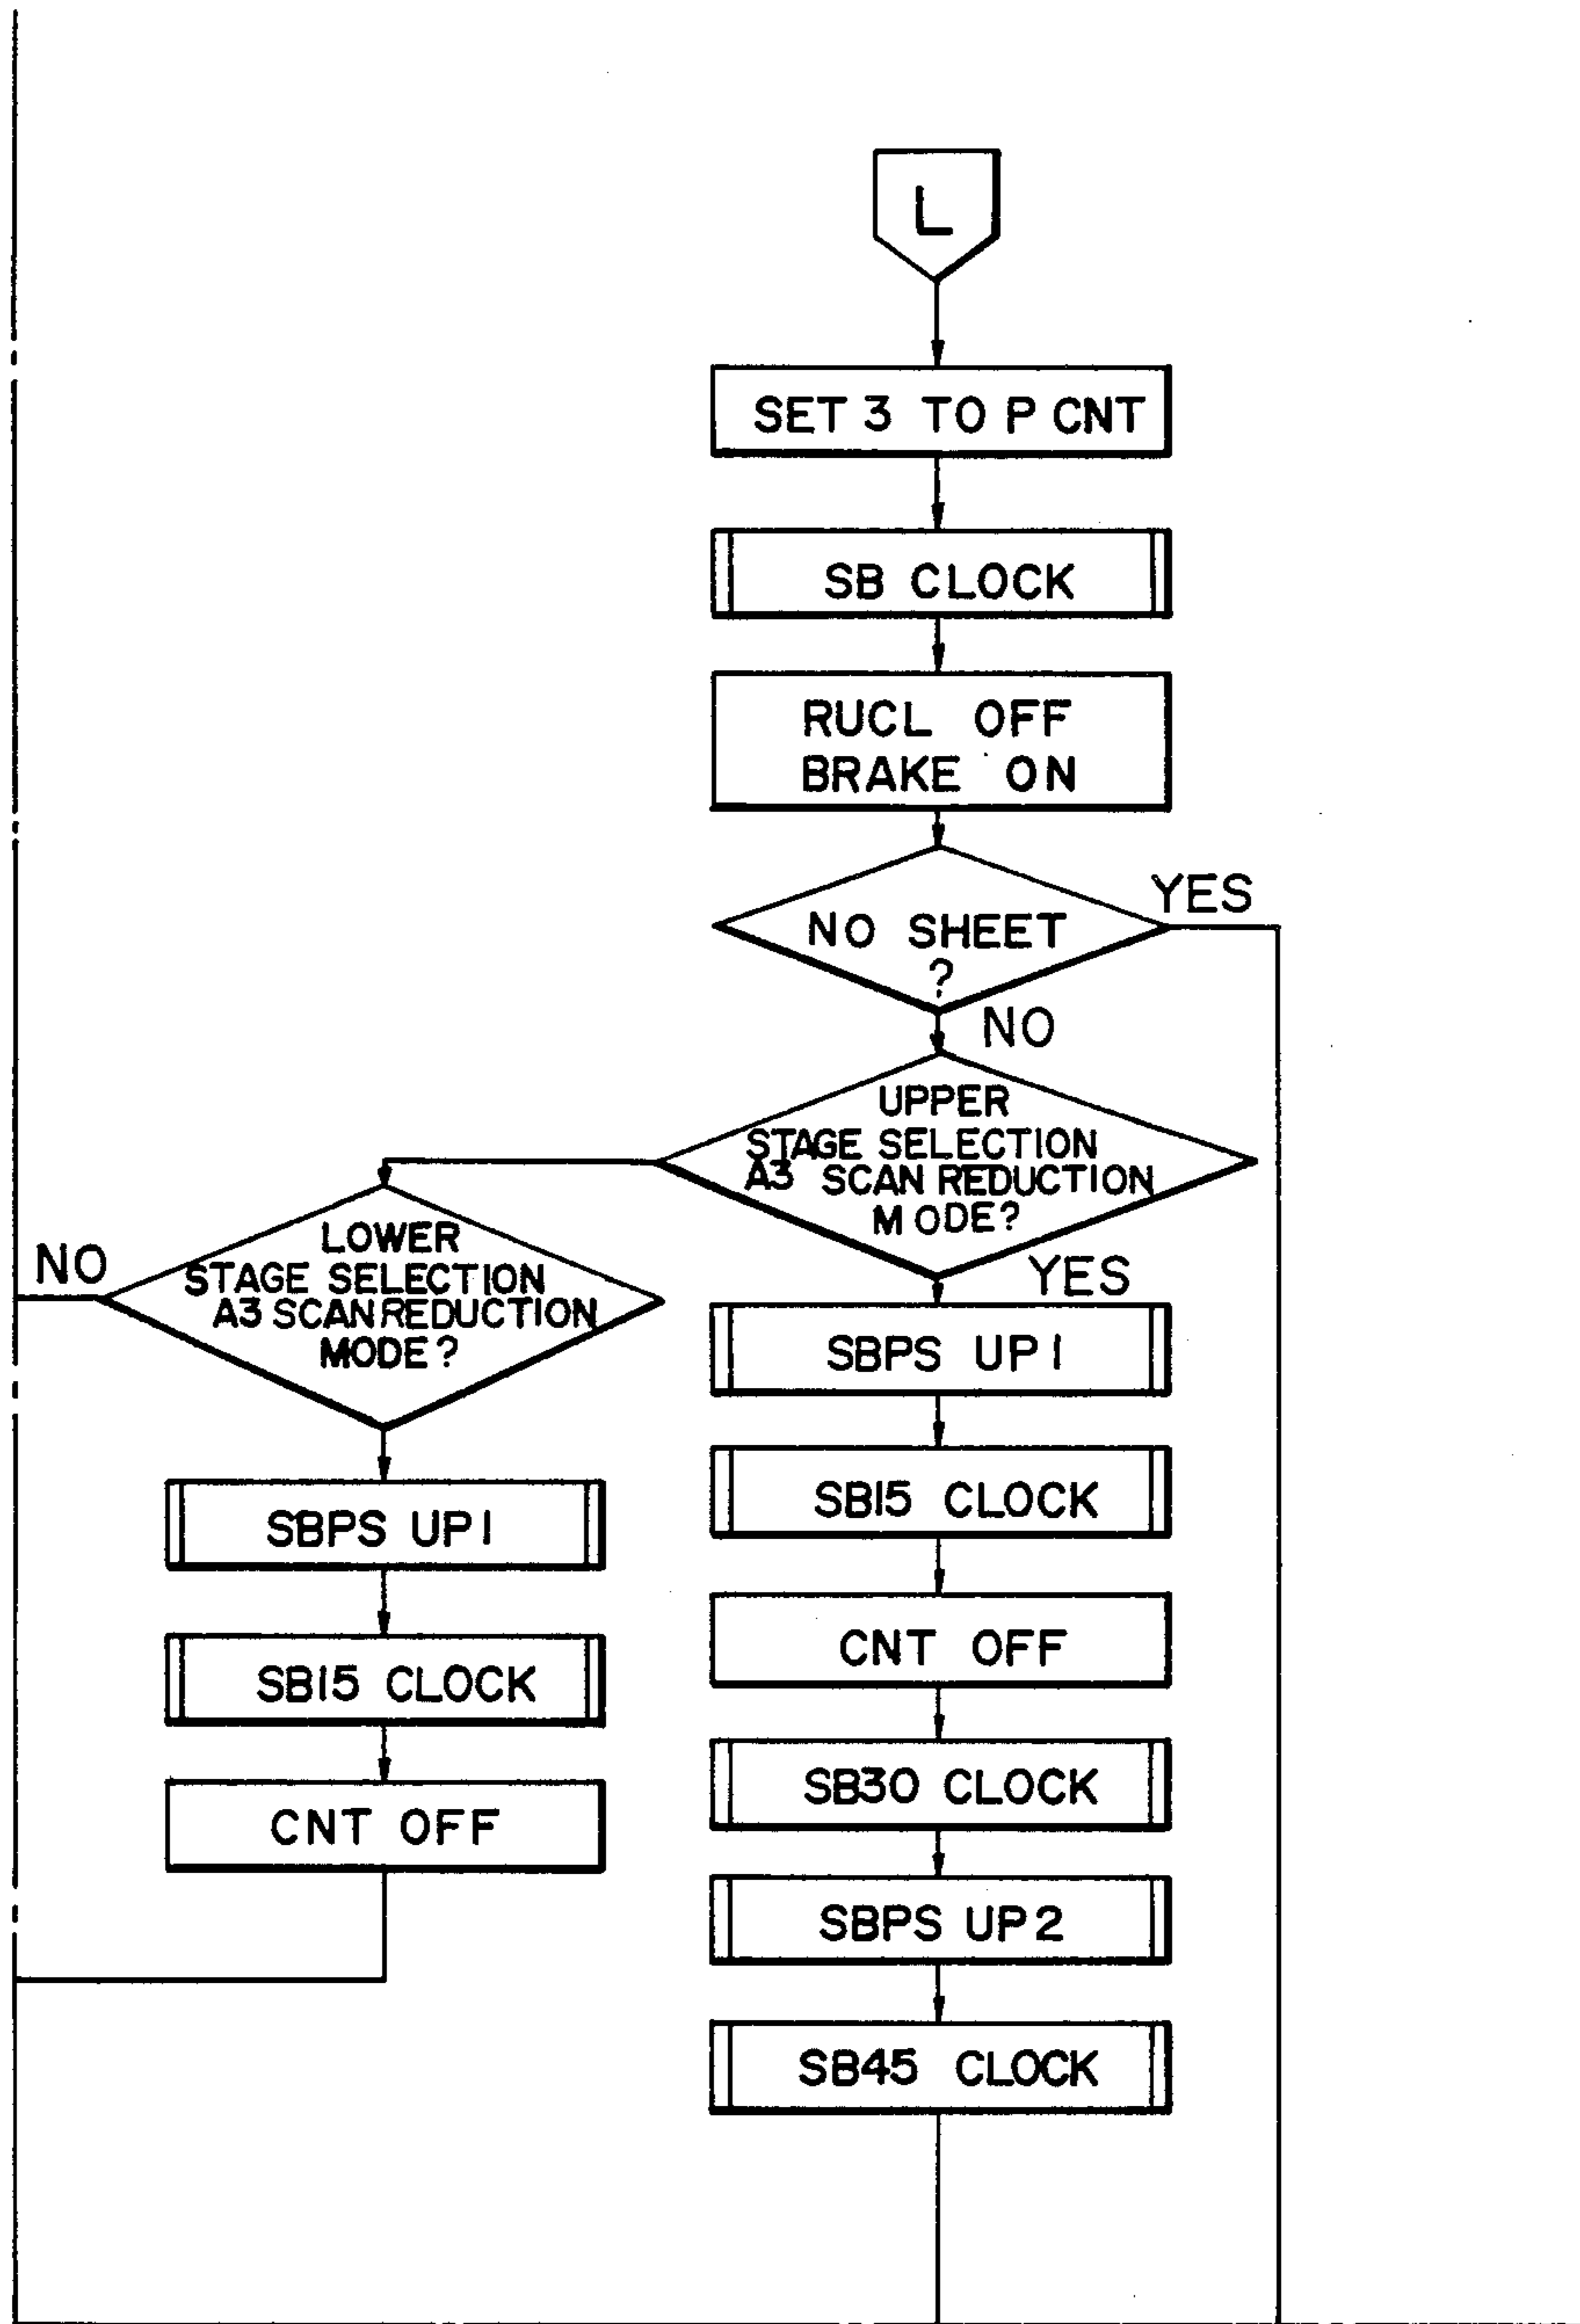 L
SET 3 TO P CNT
SB CLOCK
RUCL OFF
BRAKE ON
NO SHEET
?
YES
NO
UPPER
STAGE SELECTION
A3 SCAN REDUCTION
MODE?
YES
LOWER
STAGE SELECTION
A3 SCAN REDUCTION
MODE?
NO
SBPS UP1
SB15 CLOCK
CNT OFF
SBPS UP1
SB15 CLOCK
CNT OFF
SB30 CLOCK
SBPS UP2
SB45 CLOCK